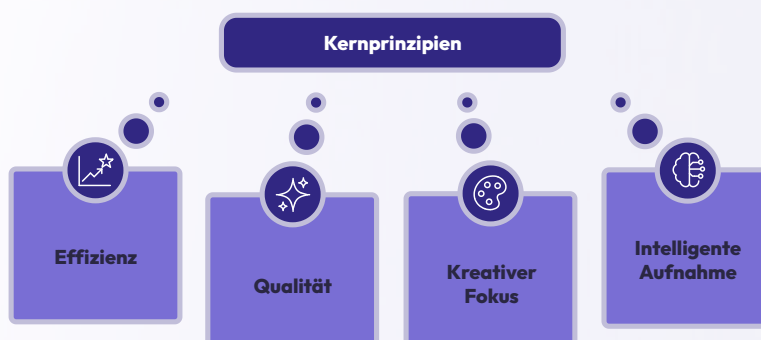 Kernprinzipien
Effizienz
Qualität
Kreativer
Fokus
Intelligente
Aufnahme